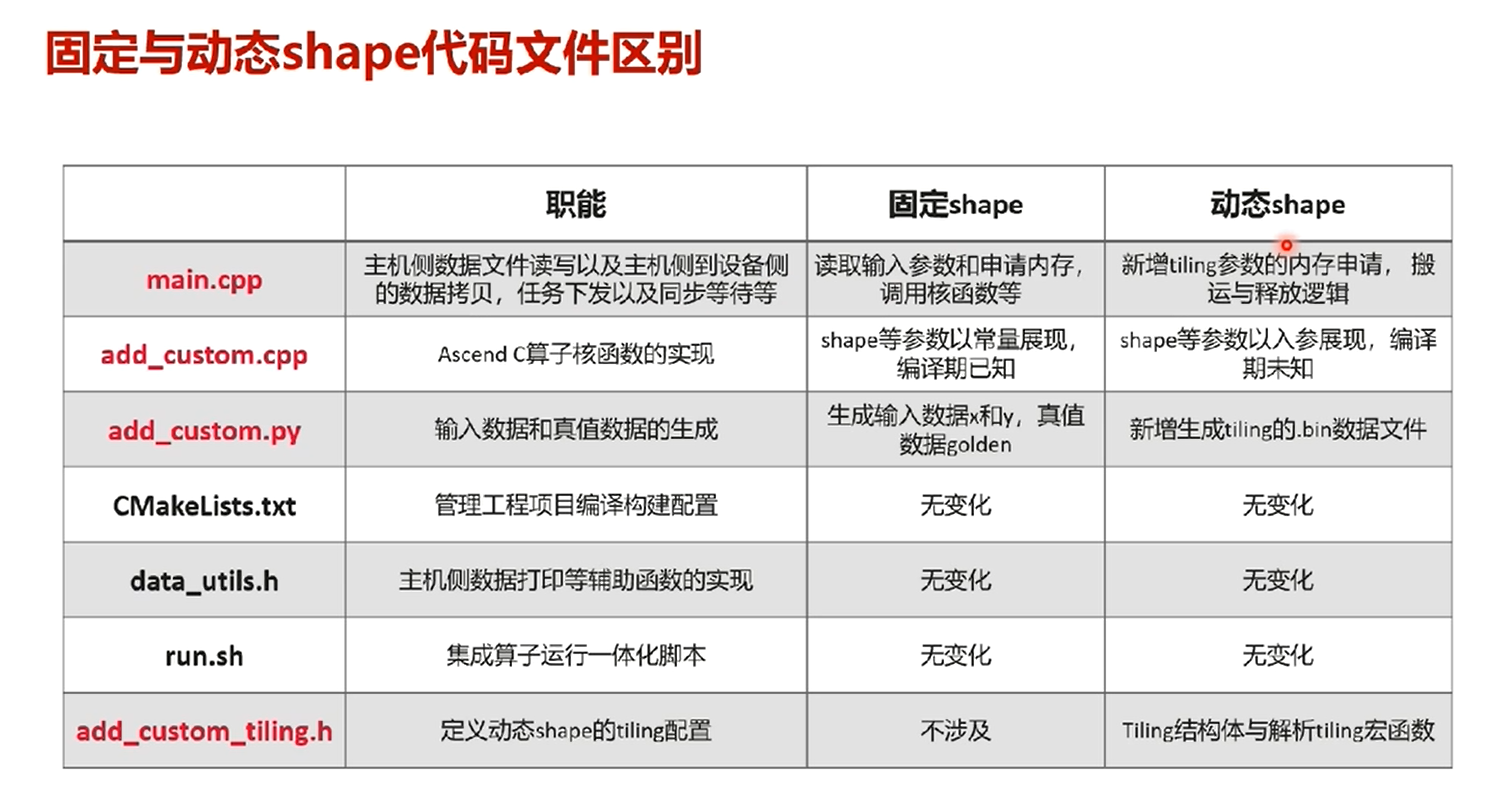 固定与动态shape代码文件区别
职能
固定shape
动态shape
main.cpp
主机侧数据文件读写以及主机侧到设备侧
的数据拷贝，任务下发以及同步等待等
读取输入参数和申请内存，
调用核函数等
新增tiling参数的内存申请， 搬
运与释放逻辑
add_custom.cpp
Ascend C算子核函数的实现
shape等参数以常量展现，
编译期已知
shape等参数以入参展现，编译
期未知
add_custom.py
输入数据和真值数据的生成
生成输入数据x和y，真值
数据golden
新增生成tiling的.bin数据文件
CMakeLists.txt
管理工程项目编译构建配置
无变化
无变化
data_utils.h
主机侧数据打印等辅助函数的实现
无变化
无变化
run.sh
集成算子运行一体化脚本
无变化
无变化
add_custom_tiling.h
定义动态shape的tiling配置
不涉及
Tiling结构体与解析tiling宏函数